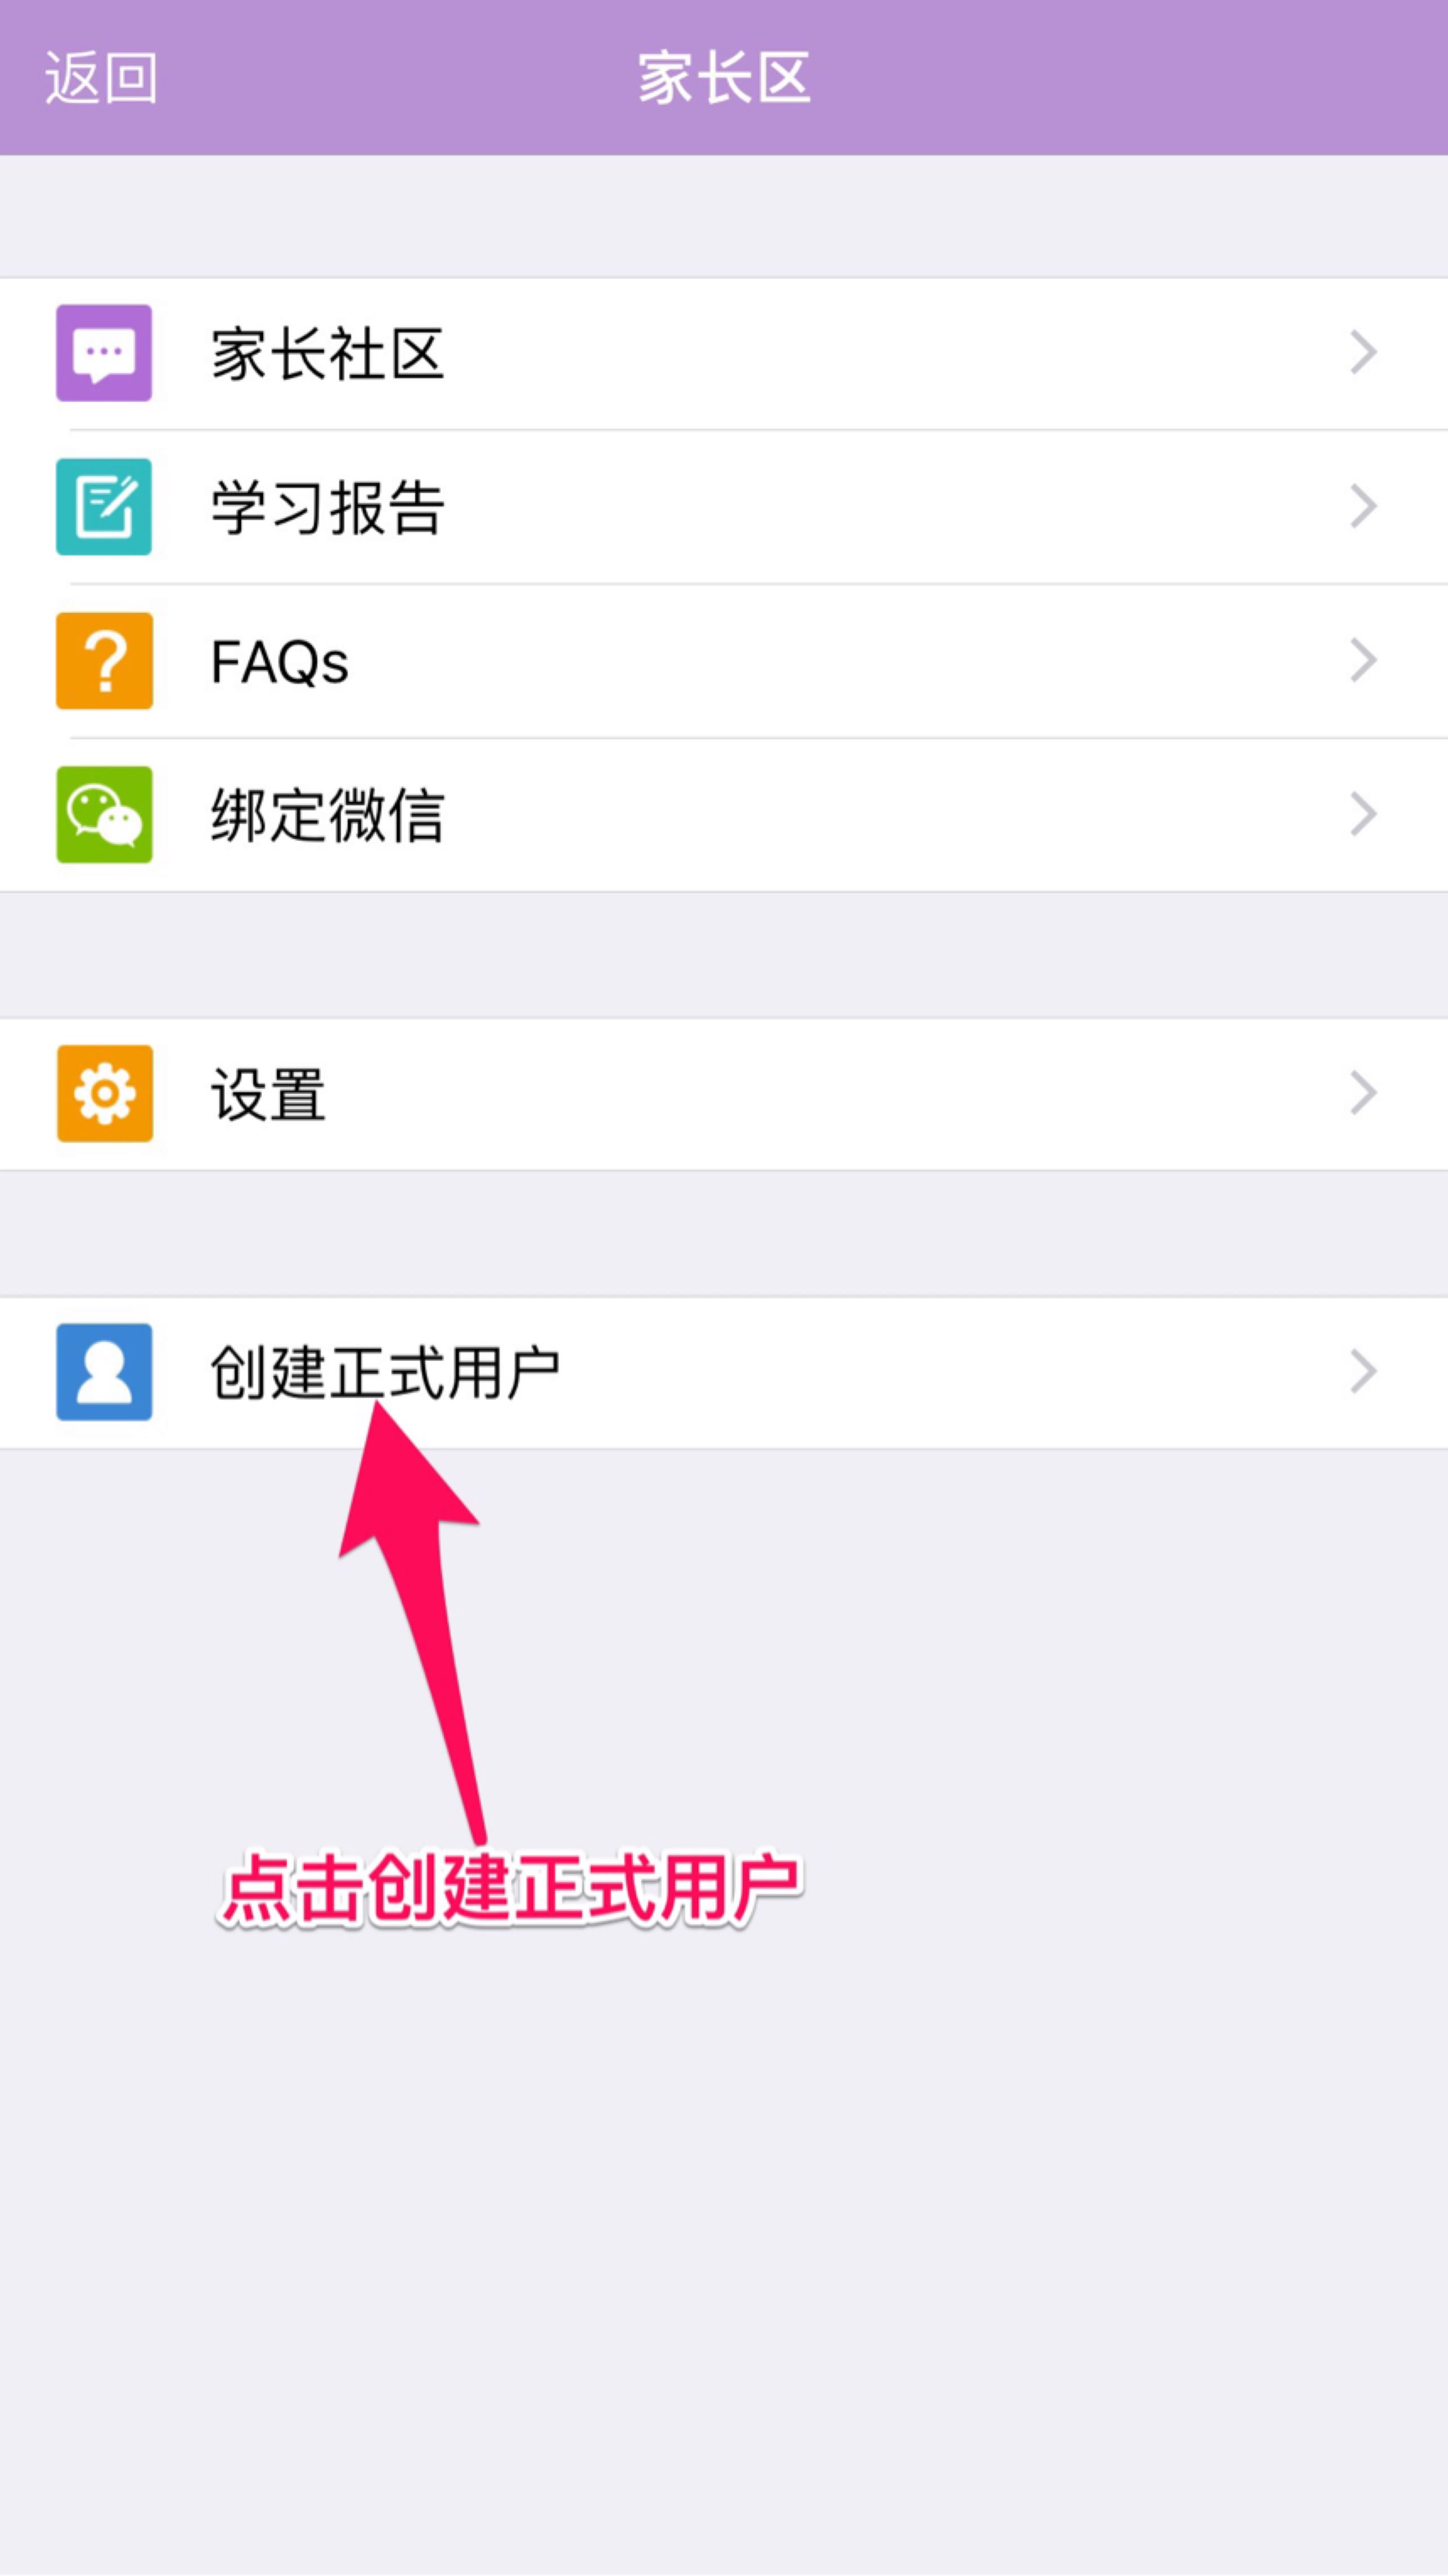 返回
家长区
家长社区
学习报告
FAQs
绑定微信
设置
创建正式用户
点击创建正式用户